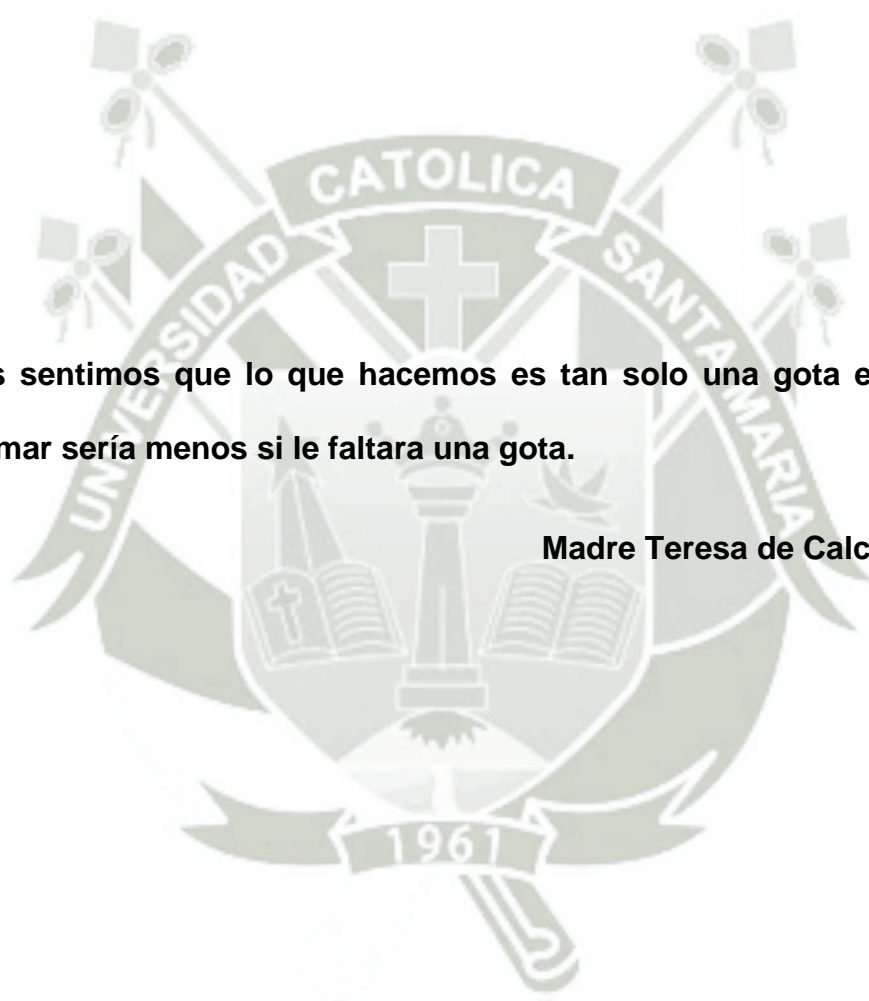 CATOLICA
UNIVERSIDAD
SANTA MARIA
s sentimos que lo que hacemos es tan solo una gota e
mar sería menos si le faltara una gota.
Madre Teresa de Calc
1961